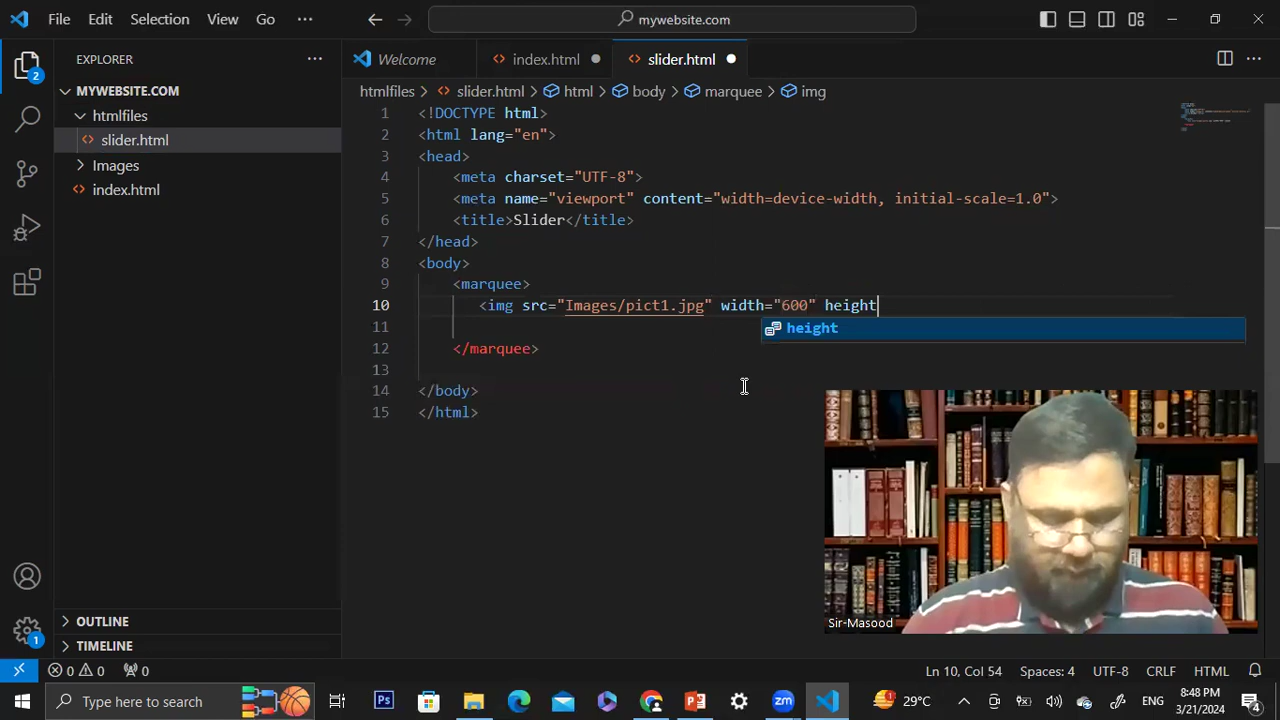 File Edit Selection View Go ··· mywebsite.com
EXPLORER ···
Welcome index.html slider.html ···
MYWEBSITE.COM
htmlfiles
slider.html
Images
index.html
htmlfiles > slider.html > html > body > marquee > img
1 <!DOCTYPE html>
2 <html lang="en">
3 <head>
4 <meta charset="UTF-8">
5 <meta name="viewport" content="width=device-width, initial-scale=1.0">
6 <title>Slider</title>
7 </head>
8 <body>
9 <marquee>
10 <img src="Images/pict1.jpg" width="600" height
height
11
12 </marquee>
13
14 </body>
15 </html>
2
1
Sir-Masood
OUTLINE
TIMELINE
0 0 0 Ln 10, Col 54 Spaces: 4 UTF-8 CRLF HTML
Type here to search Ps 1 29°C ENG 8:48 PM 3/21/2024 4